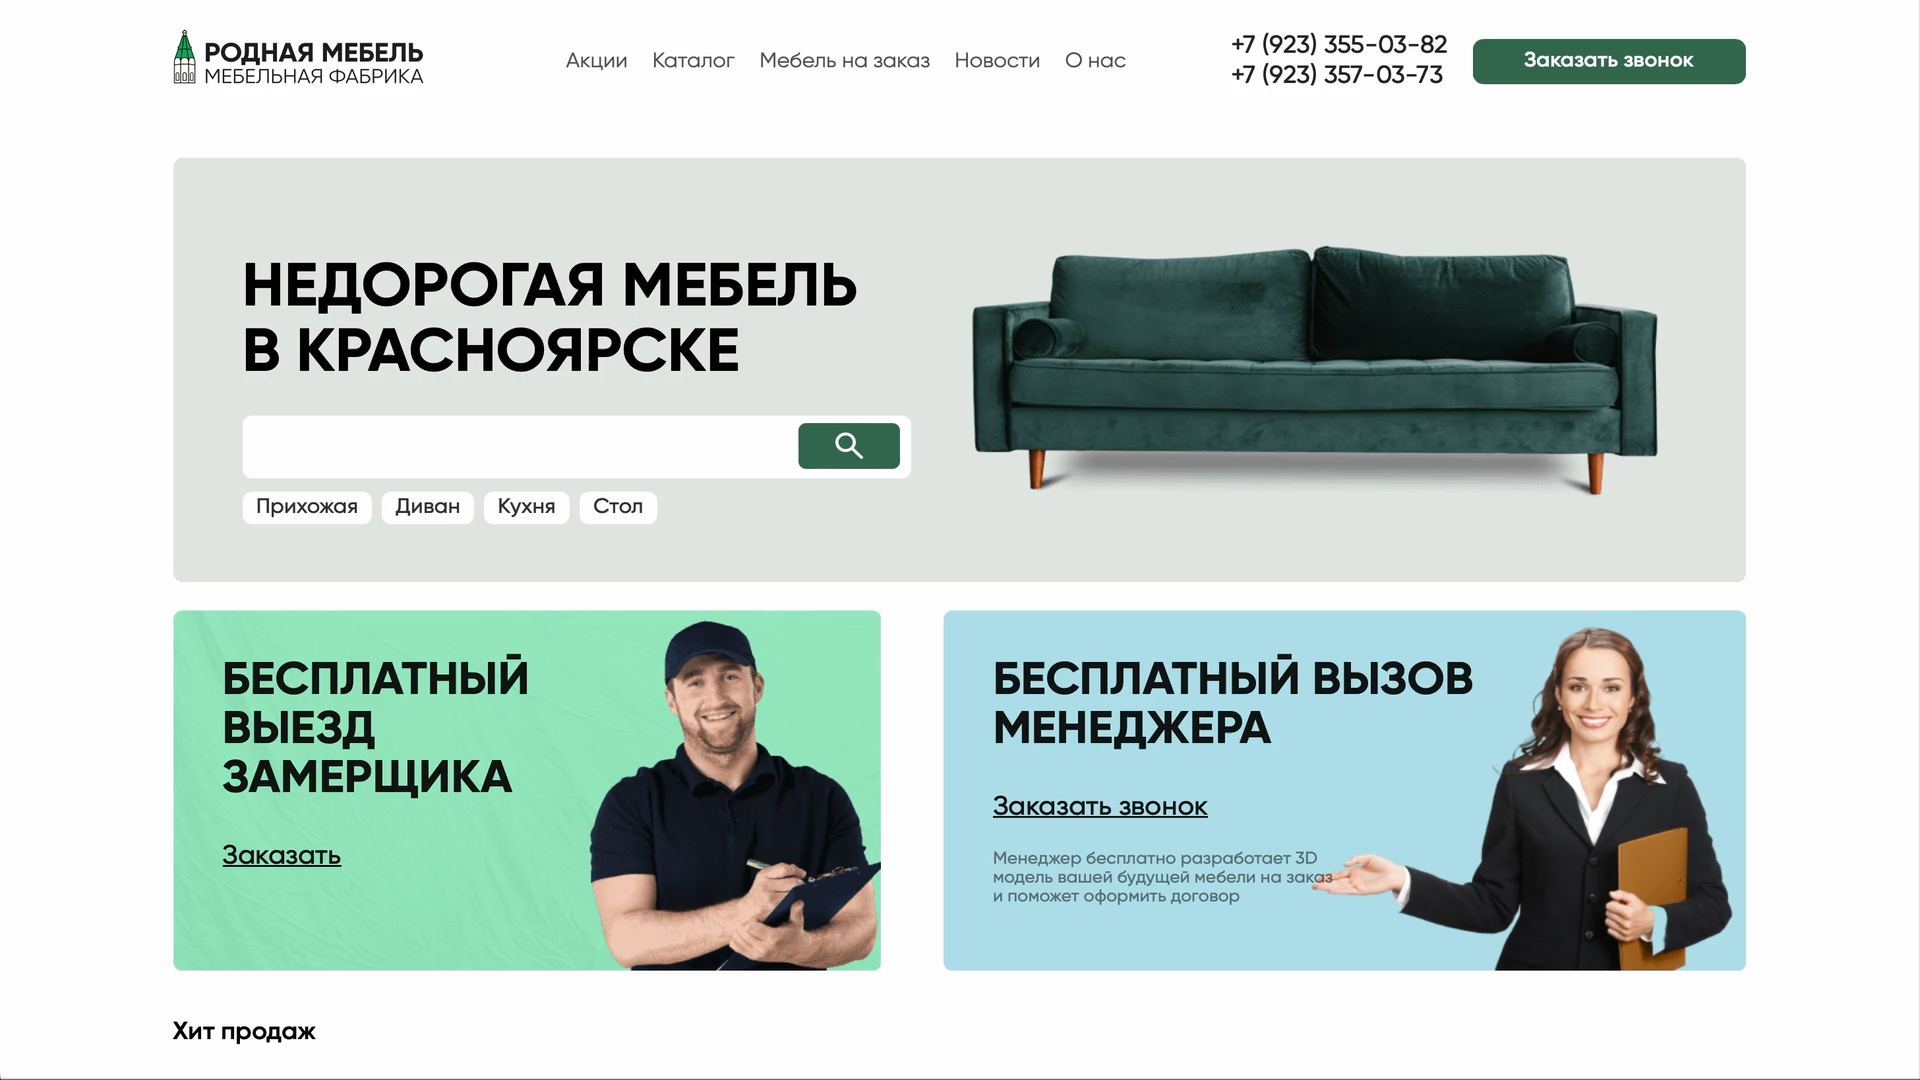 РОДНАЯ МЕБЕЛЬ
МЕБЕЛЬНАЯ ФАБРИКА
Акции Каталог Мебель на заказ Новости О нас
+7 (923) 355-03-82
+7 (923) 357-03-73
Заказать звонок
НЕДОРОГАЯ МЕБЕЛЬ
В КРАСНОЯРСКЕ
Прихожая Диван Кухня Стол
БЕСПЛАТНЫЙ
ВЫЕЗД
ЗАМЕРЩИКА
Заказать
БЕСПЛАТНЫЙ ВЫЗОВ
МЕНЕДЖЕРА
Заказать звонок
Менеджер бесплатно разработает 3D
модель вашей будущей мебели на заказ
и поможет оформить договор
Хит продаж